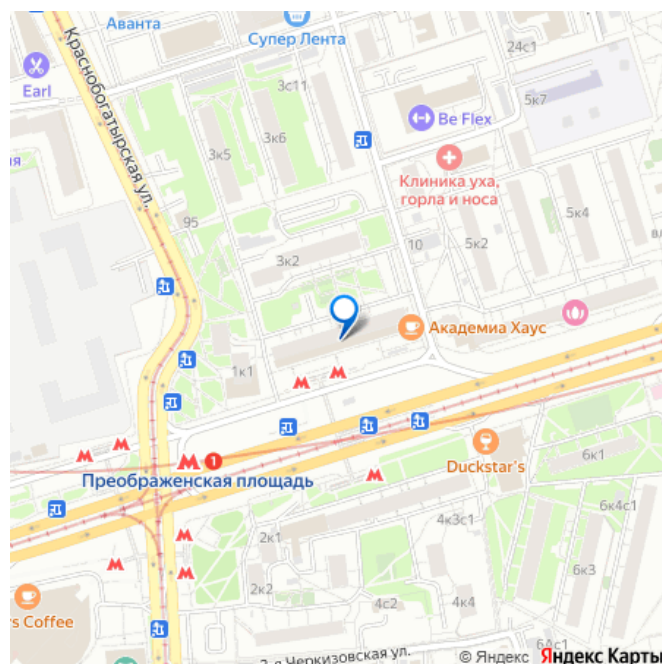 Аванта
Супер Лента
24с1
Earl
3с11
5к7
Краснобогатырская ул.
3к6
Be Flex
3к5
Клиника уха,
горла и носа
95
5к4
10
5к2
3к2
Академиа Хаус
1к1
1
Преображенская площадь
Duckstar's
6к1
6к4с1
4к3с1
2к1
6к3
2к2
4с2
4к4
s Coffee
Черкизовская ул.
© Яндекс Яндекс Карты